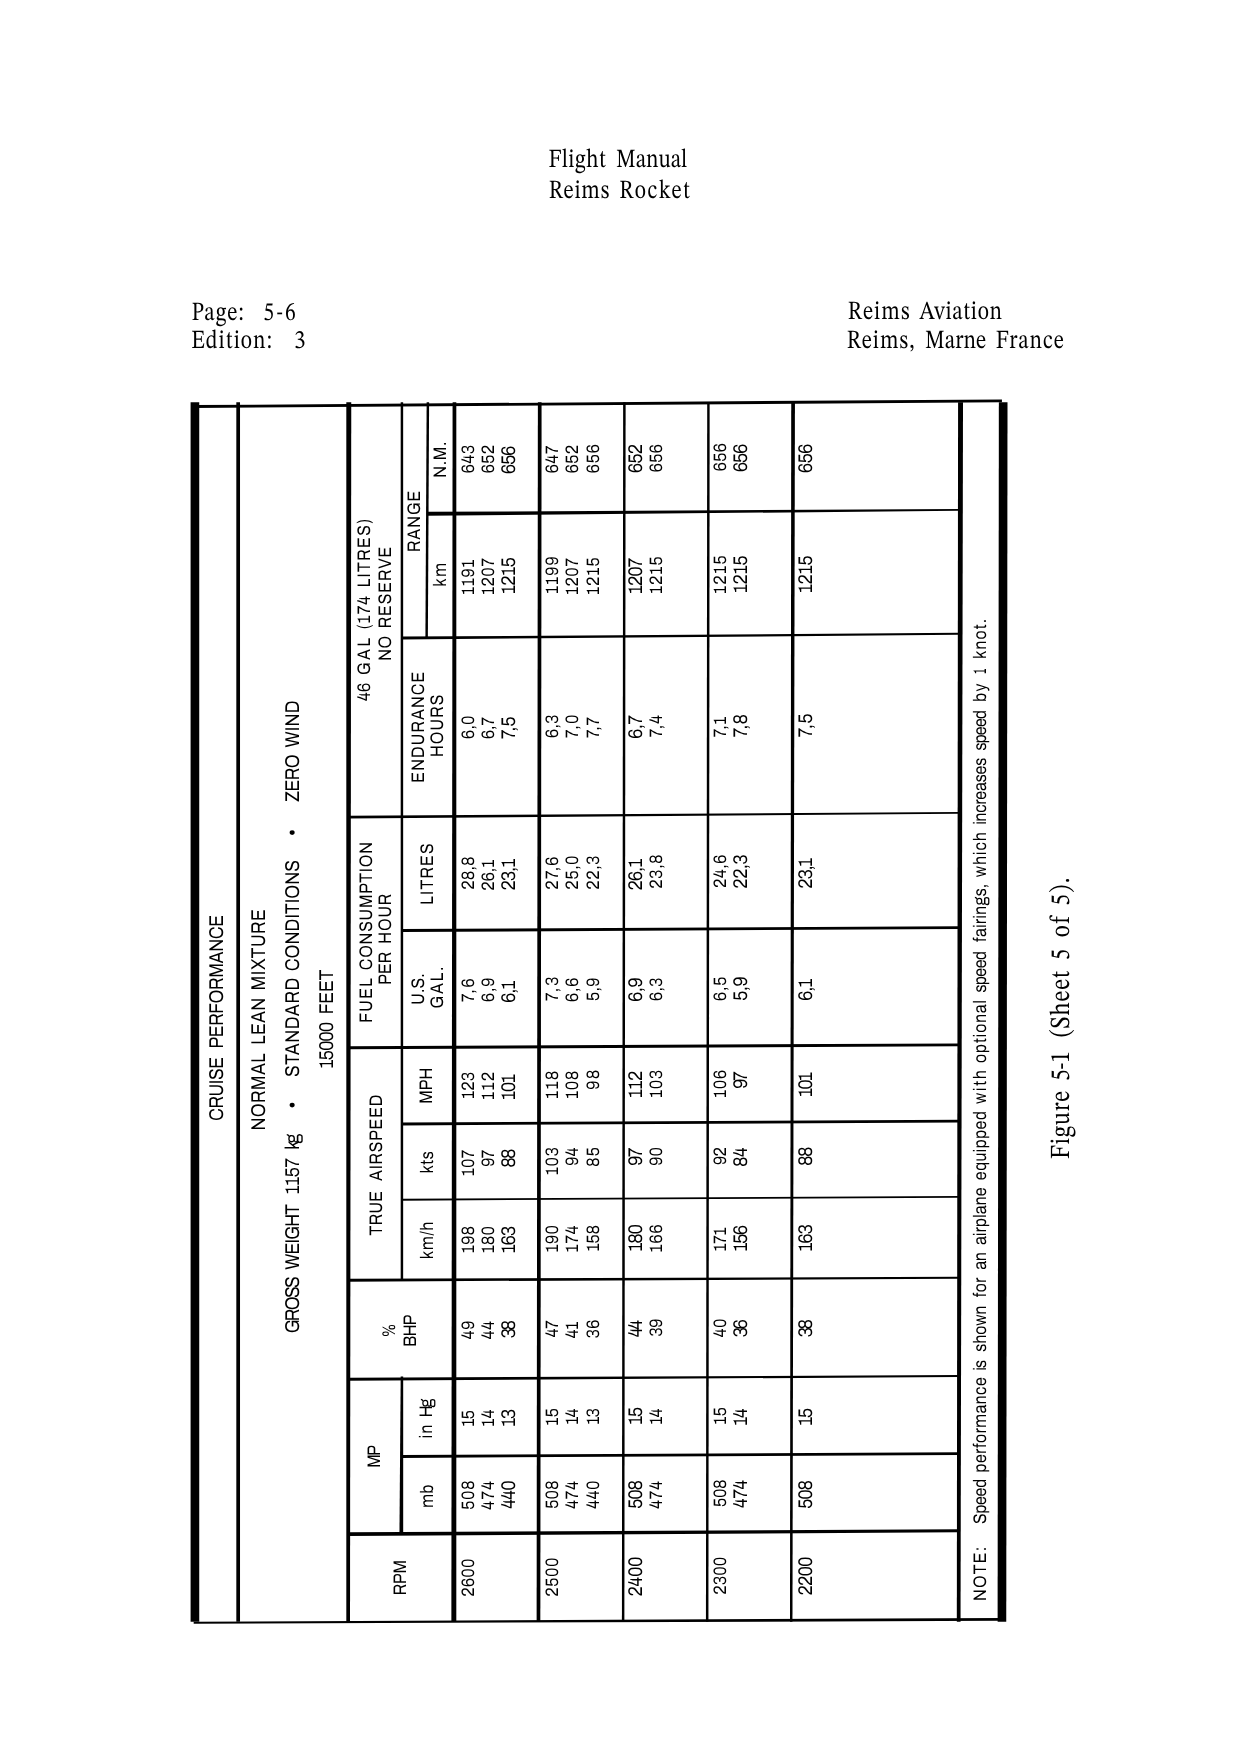 Flight Manual
Reims Rocket
Page: 5-6
Edition: 3
Reims Aviation
Reims, Marne France
CRUISE PERFORMANCE
NORMAL LEAN MIXTURE
GROSS WEIGHT 1157 kg • STANDARD CONDITIONS • ZERO WIND
15000 FEET
RPM MP % BHP TRUE AIRSPEED FUEL CONSUMPTION PER HOUR 46 GAL (174 LITRES) NO RESERVE
mb in Hg km/h kts MPH U.S. GAL. LITRES ENDURANCE HOURS RANGE
km N.M.
2600 508 15 49 198 107 123 7,6 28,8 6,0 1191 643
474 14 44 180 97 112 6,9 26,1 6,7 1207 652
440 13 38 163 88 101 6,1 23,1 7,5 1215 656
2500 508 15 47 190 103 118 7,3 27,6 6,3 1199 647
474 14 41 174 94 108 6,6 25,0 7,0 1207 652
440 13 36 158 85 98 5,9 22,3 7,7 1215 656
2400 508 15 44 180 97 112 6,9 26,1 6,7 1207 652
474 14 39 166 90 103 6,3 23,8 7,4 1215 656
2300 508 15 40 171 92 106 6,5 24,6 7,1 1215 656
474 14 36 156 84 97 5,9 22,3 7,8 1215 656
2200 508 15 38 163 88 101 6,1 23,1 7,5 1215 656
NOTE: Speed performance is shown for an airplane equipped with optional speed fairings, which increases speed by 1 knot.
Figure 5-1 (Sheet 5 of 5).